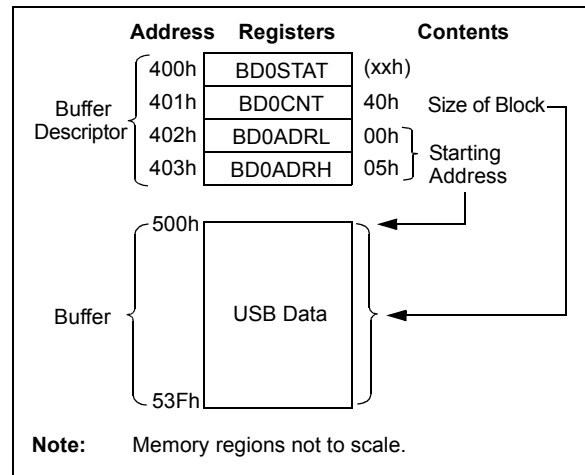 Address Registers Contents
400h BD0STAT (xxh)
401h BD0CNT 40h Size of Block
Buffer
Descriptor
402h BD0ADRL 00h
403h BD0ADRH 05h
Starting
Address
500h
Buffer
USB Data
53Fh
Note: Memory regions not to scale.